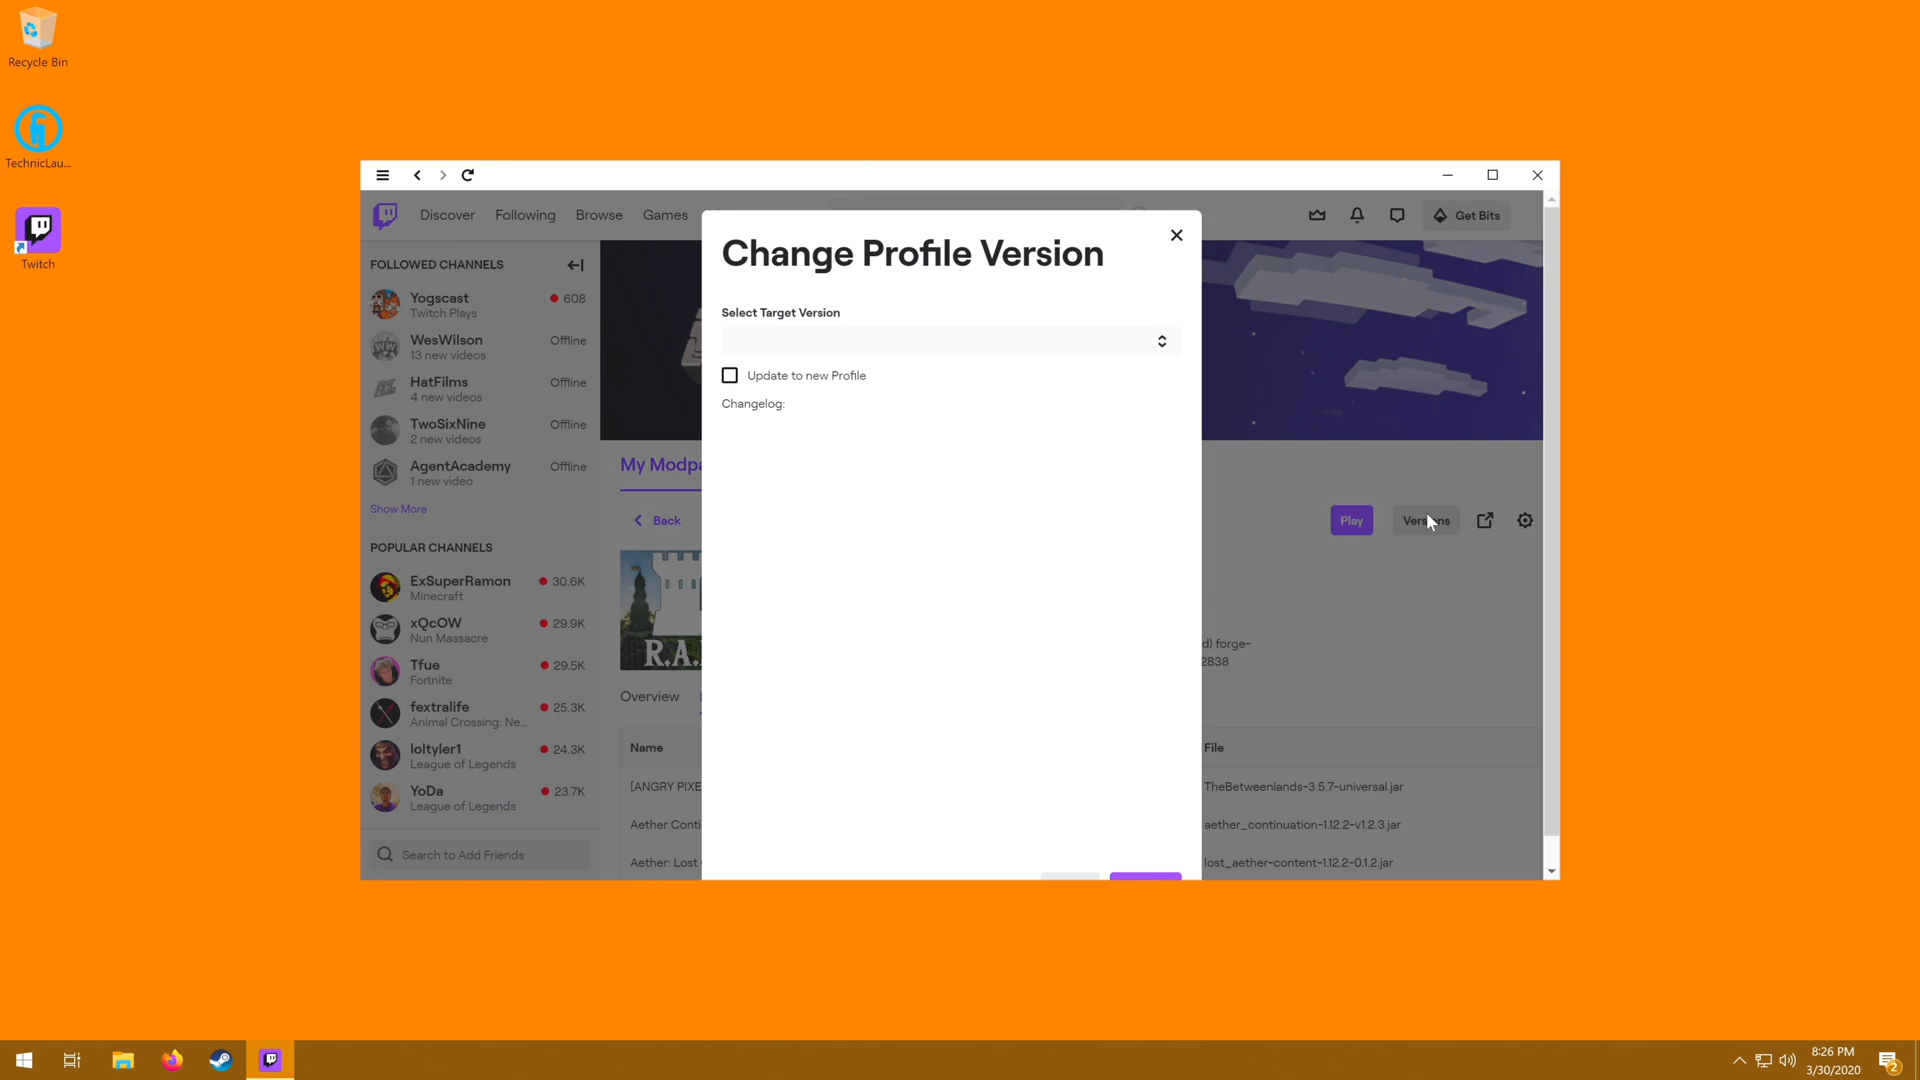 Recycle Bin
TechnicLau...
Twitch
Discover
Following
Browse
Games
Get Bits
FOLLOWED CHANNELS
Yogscast
608
Twitch Plays
WesWilson
Offline
13 new videos
HatFilms
Offline
4 new videos
TwoSixNine
Offline
2 new videos
AgentAcademy
Offline
1 new video
Show More
POPULAR CHANNELS
ExSuperRamon
30.6K
Minecraft
xQcOW
29.9K
Nun Massacre
Tfue
29.5K
Fortnite
fextralife
25.3K
Animal Crossing: Ne...
loltyler1
24.3K
League of Legends
YoDa
23.7K
League of Legends
Search to Add Friends
Change Profile Version
Select Target Version
Update to new Profile
Changelog:
My Modpa
Back
Play
R.A.
d) forge-
2838
Overview
Name
File
[ANGRY PIXE
TheBetweenlands-3.5.7-universal.jar
Aether Conti
aether_continuation-1.12.2-v1.2.3.jar
Aether: Lost
lost_aether-content-1.12.2-0.1.2.jar
8:26 PM
3/30/2020
2